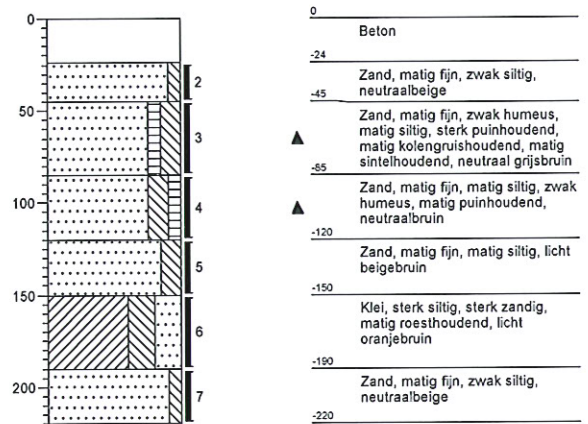 0
50
100
150
200
2
3
4
5
6
7
0
Beton
-24
Zand, matig fijn, zwak siltig,
neutraalbeige
-45
Zand, matig fijn, zwak humeus,
matig siltig, sterk puinhoudend,
matig kolengruishoudend, matig
sintelhoudend, neutraal grijsbruin
-85
Zand, matig fijn, matig siltig, zwak
humeus, matig puinhoudend,
neutraalbruin
-120
Zand, matig fijn, matig siltig, licht
beigebruin
-150
Klei, sterk siltig, sterk zandig,
matig roesthoudend, licht
oranjebruin
-190
Zand, matig fijn, zwak siltig,
neutraalbeige
-220